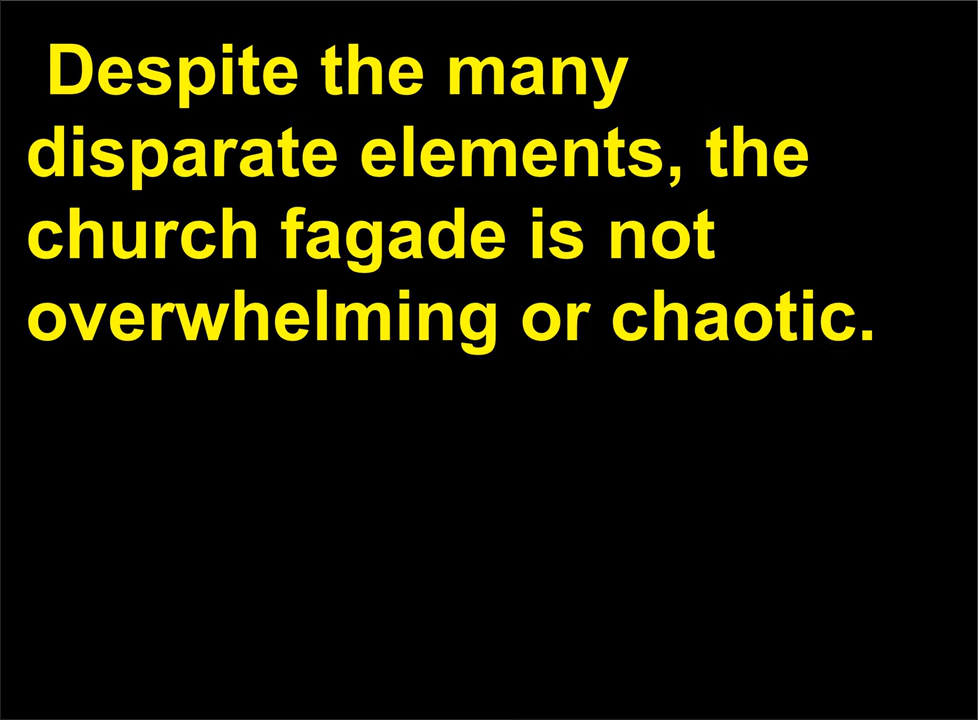 Despite the many
disparate elements, the
church fagade is not
overwhelming or chaotic.